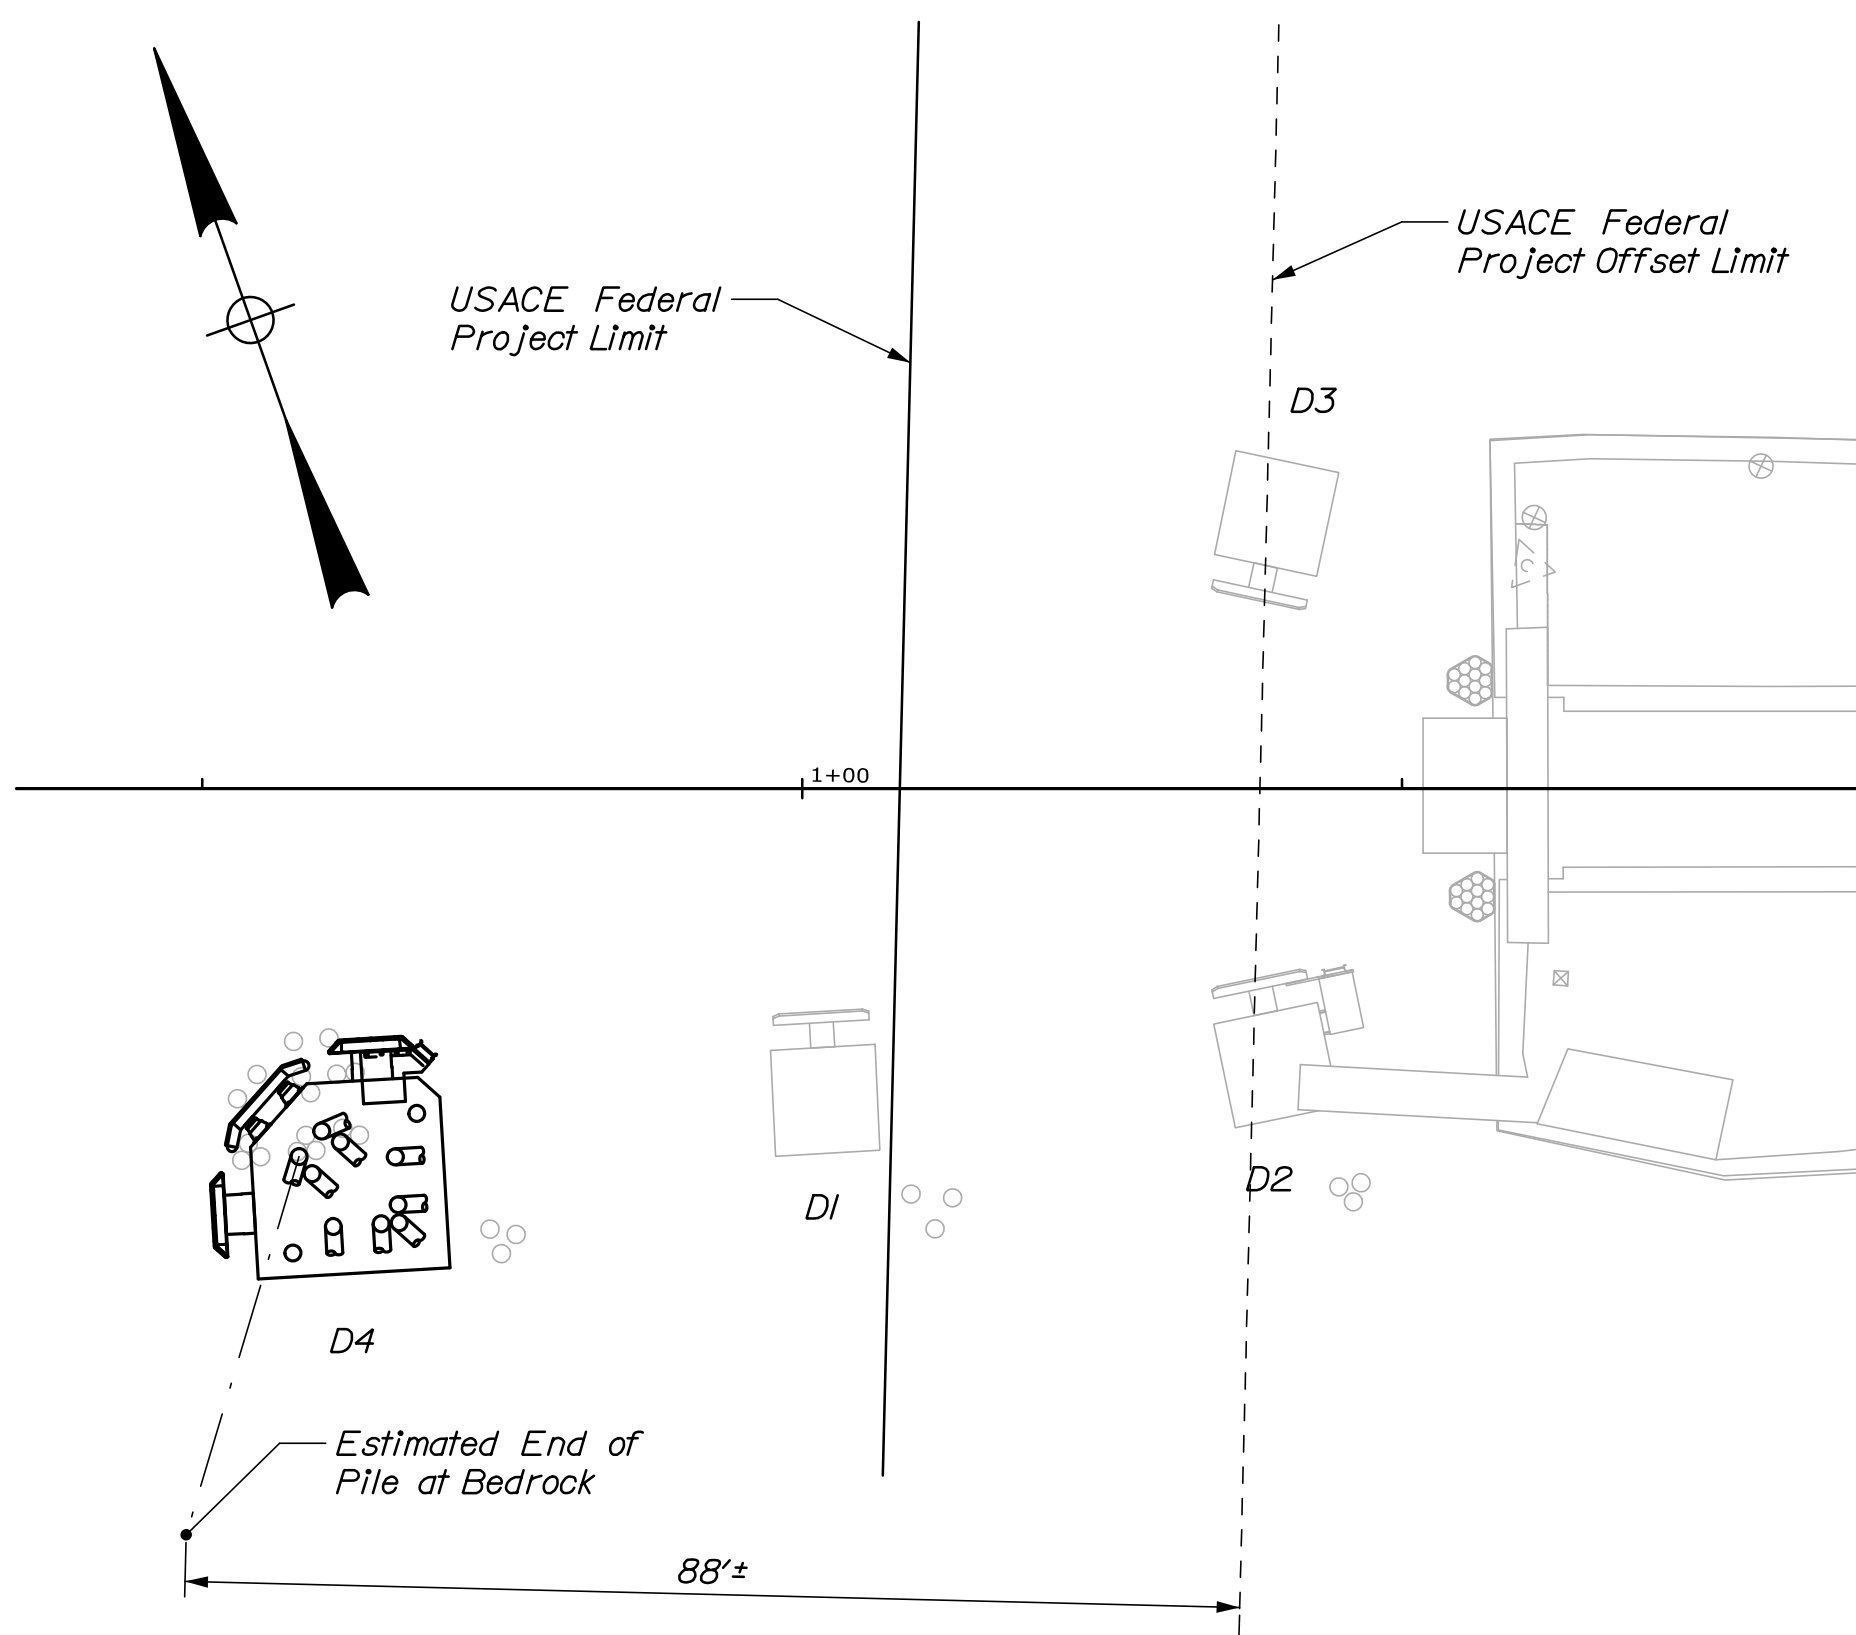 USACE Federal
Project Offset Limit
USACE Federal
Project Limit
D3
1+00
D1
D2
D4
Estimated End of
Pile at Bedrock
88'±